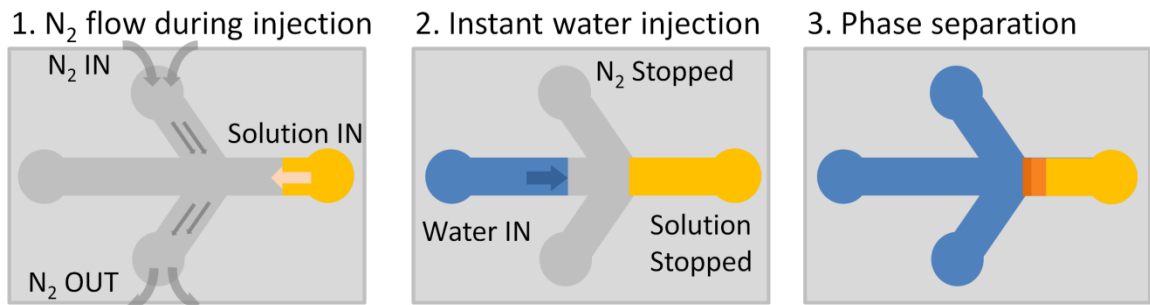 1. N₂ flow during injection
N₂ IN
Solution IN
N₂ OUT
2. Instant water injection
N₂ Stopped
Water IN
Solution
Stopped
3. Phase separation